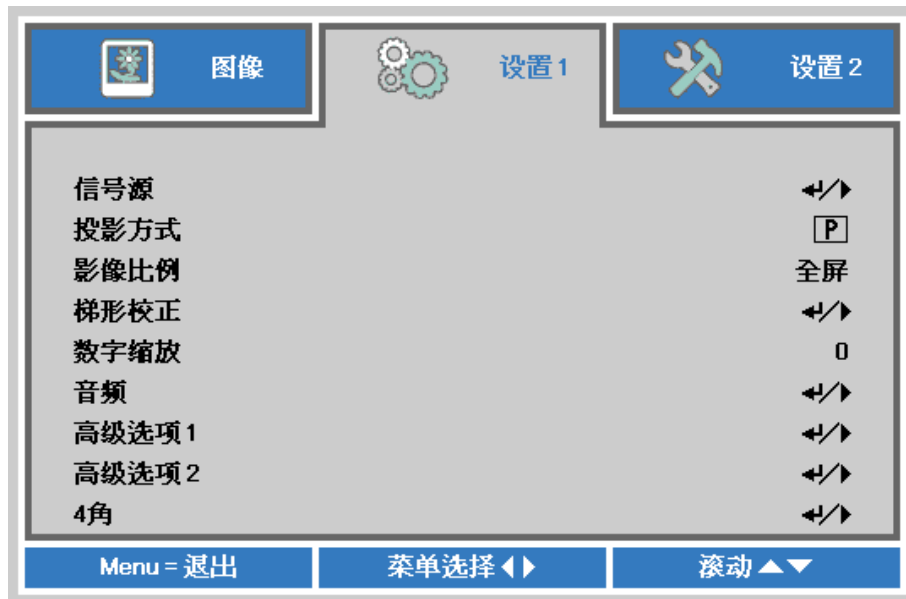 图像 设置1 设置2
信号源 ↵/▶
投影方式 P
影像比例 全屏
梯形校正 ↵/▶
数字缩放 0
音频 ↵/▶
高级选项1 ↵/▶
高级选项2 ↵/▶
4角 ↵/▶
Menu = 退出 菜单选择◀▶ 滚动▲▼